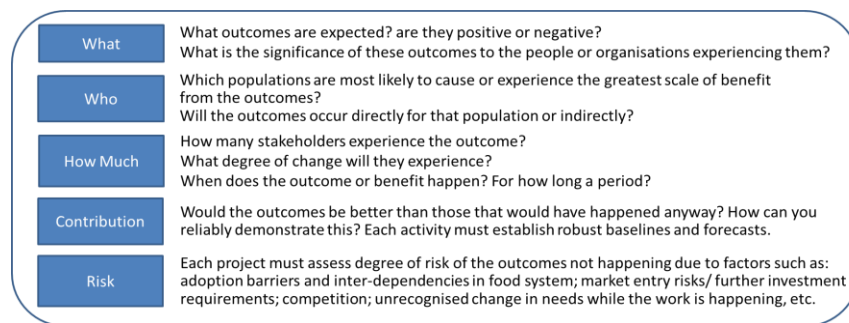 What
What outcomes are expected? are they positive or negative?
What is the significance of these outcomes to the people or organisations experiencing them?
Who
Which populations are most likely to cause or experience the greatest scale of benefit
from the outcomes?
Will the outcomes occur directly for that population or indirectly?
How Much
How many stakeholders experience the outcome?
What degree of change will they experience?
When does the outcome or benefit happen? For how long a period?
Contribution
Would the outcomes be better than those that would have happened anyway? How can you
reliably demonstrate this? Each activity must establish robust baselines and forecasts.
Risk
Each project must assess degree of risk of the outcomes not happening due to factors such as:
adoption barriers and inter-dependencies in food system; market entry risks/ further investment
requirements; competition; unrecognised change in needs while the work is happening, etc.